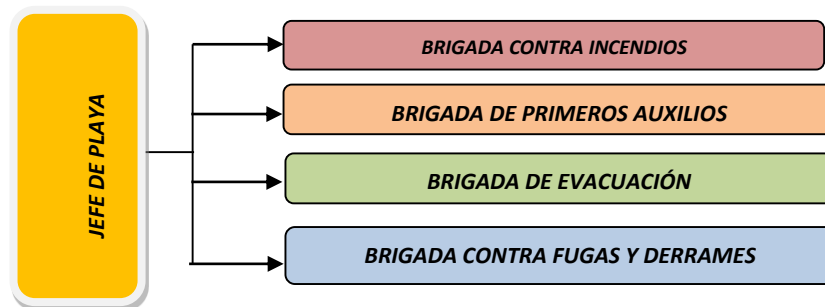 JEFE DE PLAYA
BRIGADA CONTRA INCENDIOS
BRIGADA DE PRIMEROS AUXILIOS
BRIGADA DE EVACUACIÓN
BRIGADA CONTRA FUGAS Y DERRAMES